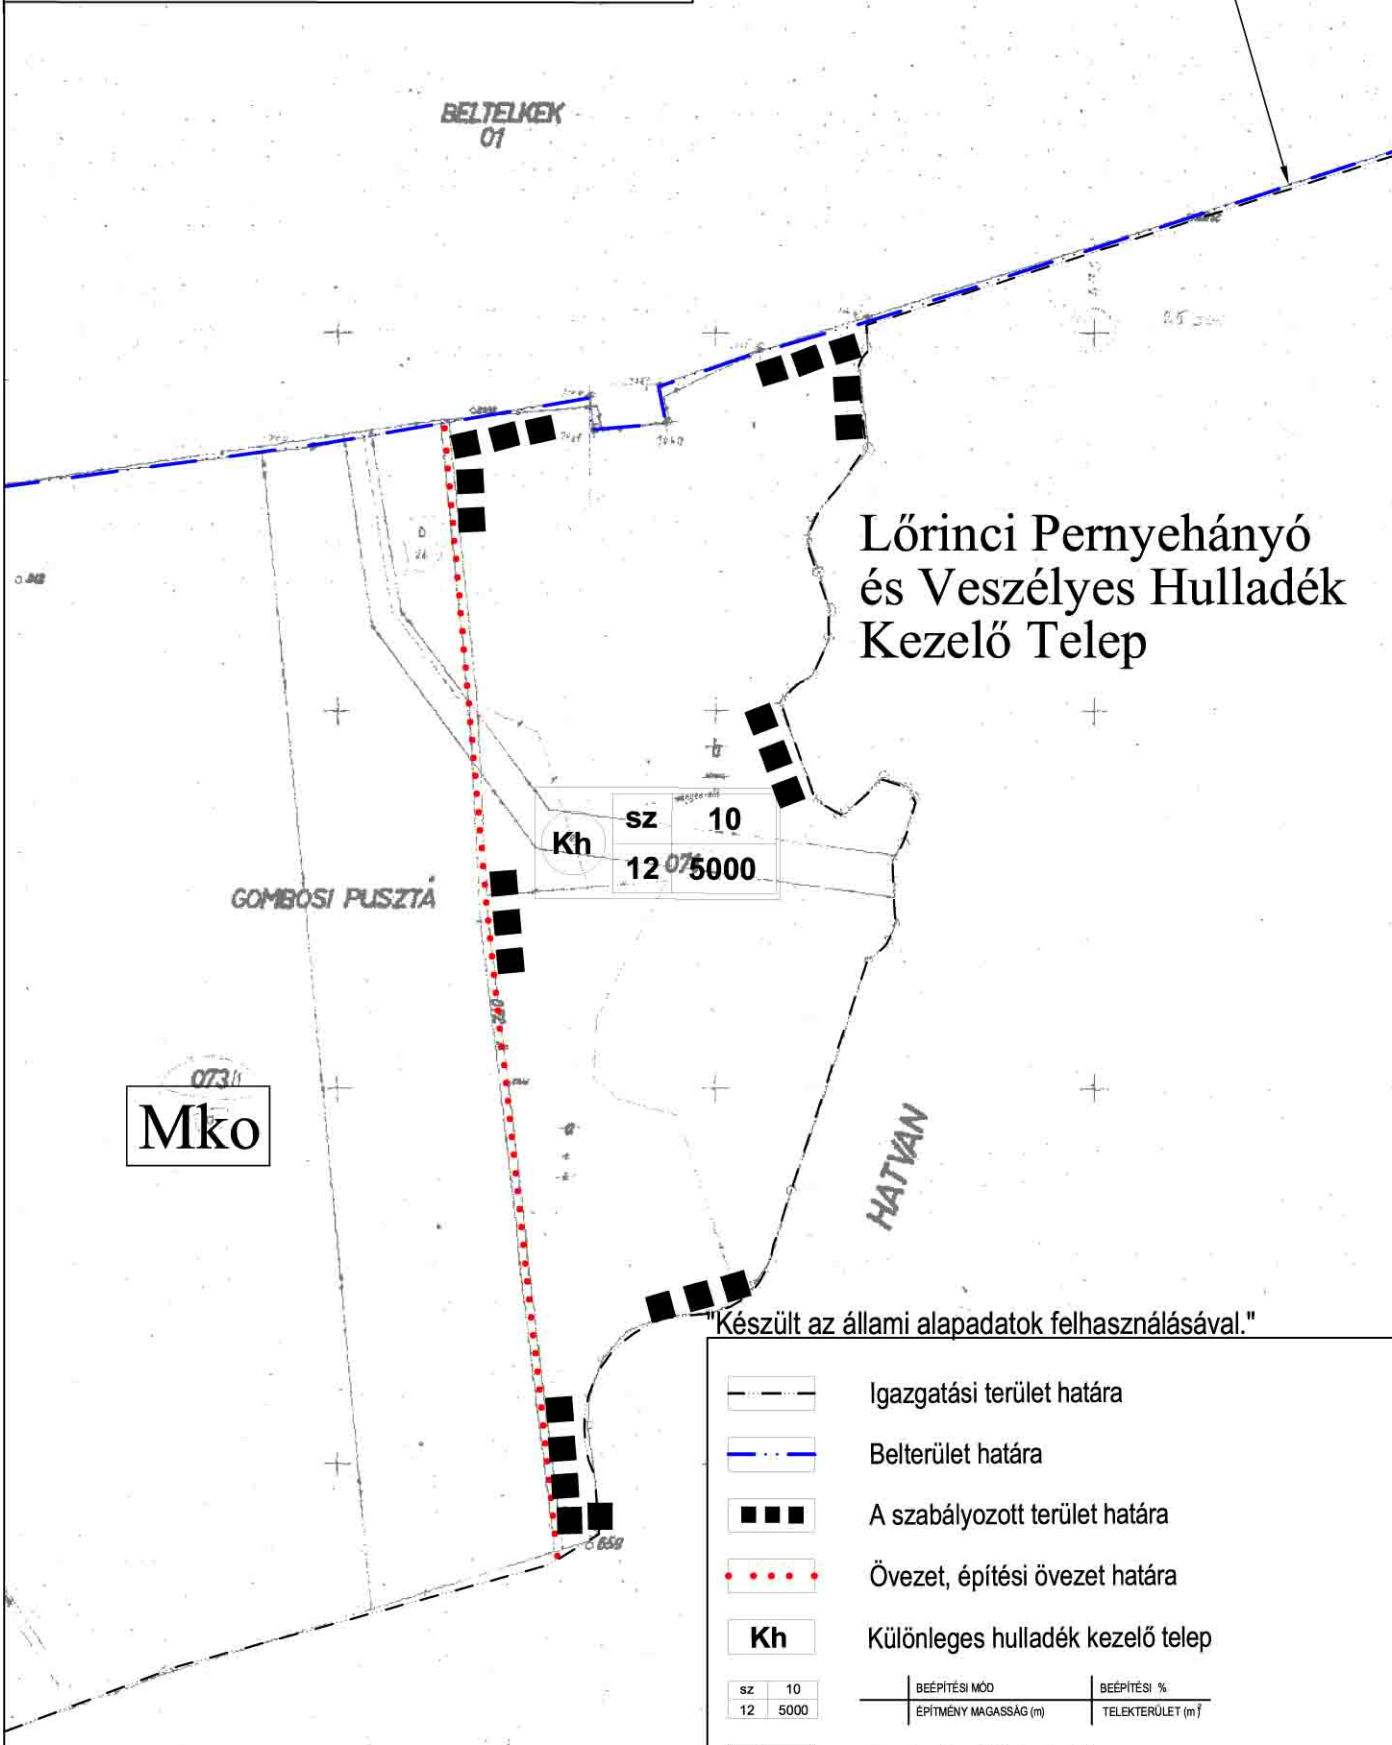 BELTELKEK
01
Lőrinci Pernyehányó
és Veszélyes Hulladék
Kezelő Telep
b
Kh
sz 10
12 5000
GOMBOSI PUSZTA
073/1
Mko
a
HATVAN
659
"Készült az állami alapadatok felhasználásával."
Igazgatási terület határa
Belterület határa
A szabályozott terület határa
Övezet, építési övezet határa
Kh Különleges hulladék kezelő telep
sz 10 BEÉPÍTÉSI MÓD BEÉPÍTÉSI %
12 5000 ÉPÍTMÉNY MAGASSÁG (m) TELEKTERÜLET (m²)